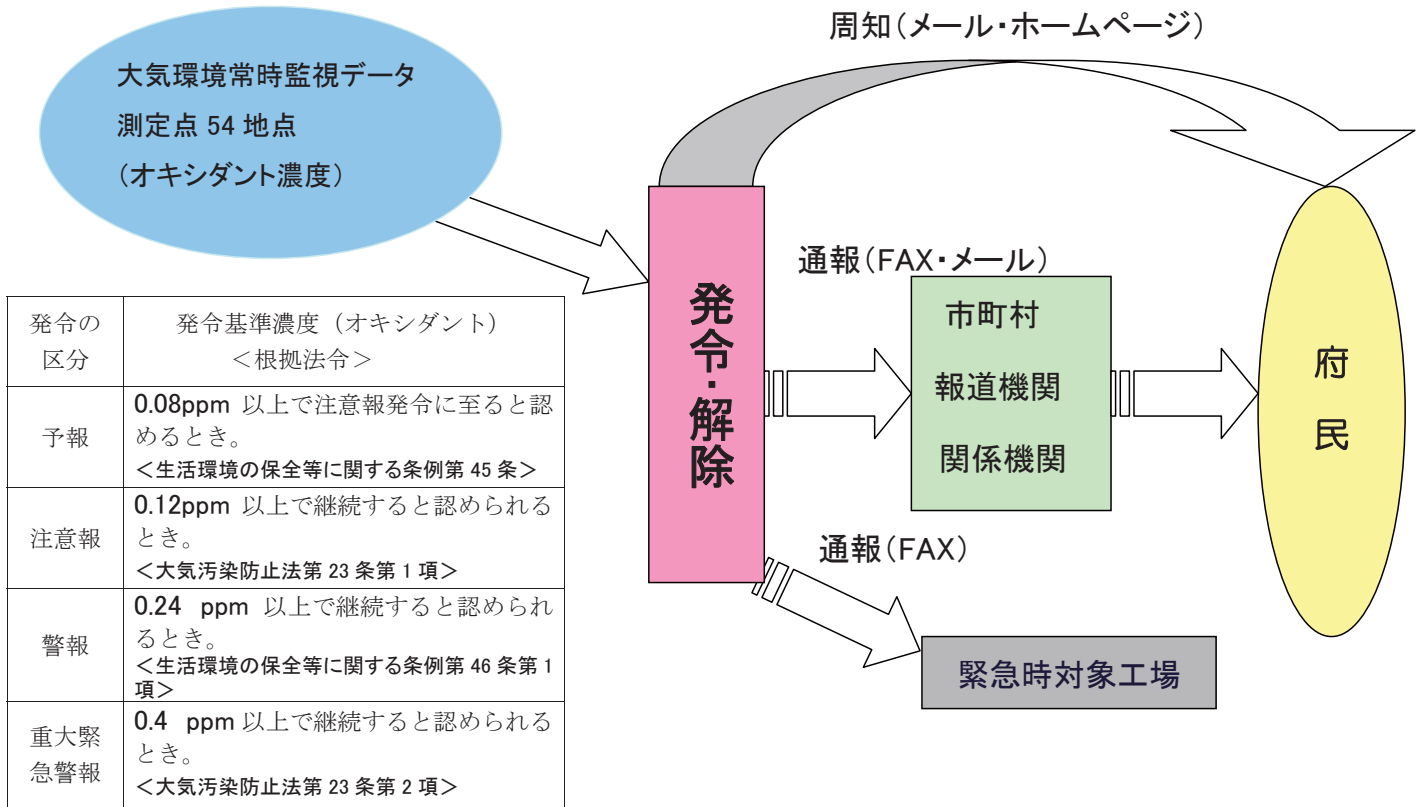 周知(メール・ホームページ)
大気環境常時監視データ
測定点 54 地点
(オキシダント濃度)
発令・解除
通報(FAX・メール)
市町村
報道機関
関係機関
府民
通報(FAX)
緊急時対象工場
発令の
区分
発令基準濃度(オキシダント)
<根拠法令>
予報
0.08ppm 以上で注意報発令に至ると認
めるとき。
<生活環境の保全等に関する条例第 45 条>
注意報
0.12ppm 以上で継続すると認められる
とき。
<大気汚染防止法第 23 条第 1 項>
警報
0.24 ppm 以上で継続すると認められ
るとき。
<生活環境の保全等に関する条例第 46 条第 1
項>
重大緊
急警報
0.4 ppm 以上で継続すると認められる
とき。
<大気汚染防止法第 23 条第 2 項>